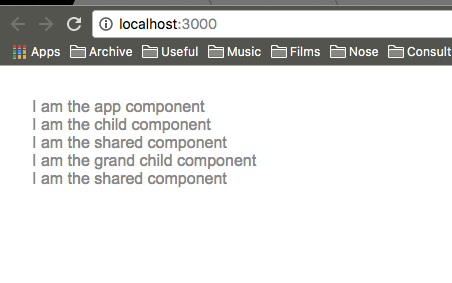 localhost:3000
Apps Archive Useful Music Films Nose Consult
I am the app component
I am the child component
I am the shared component
I am the grand child component
I am the shared component